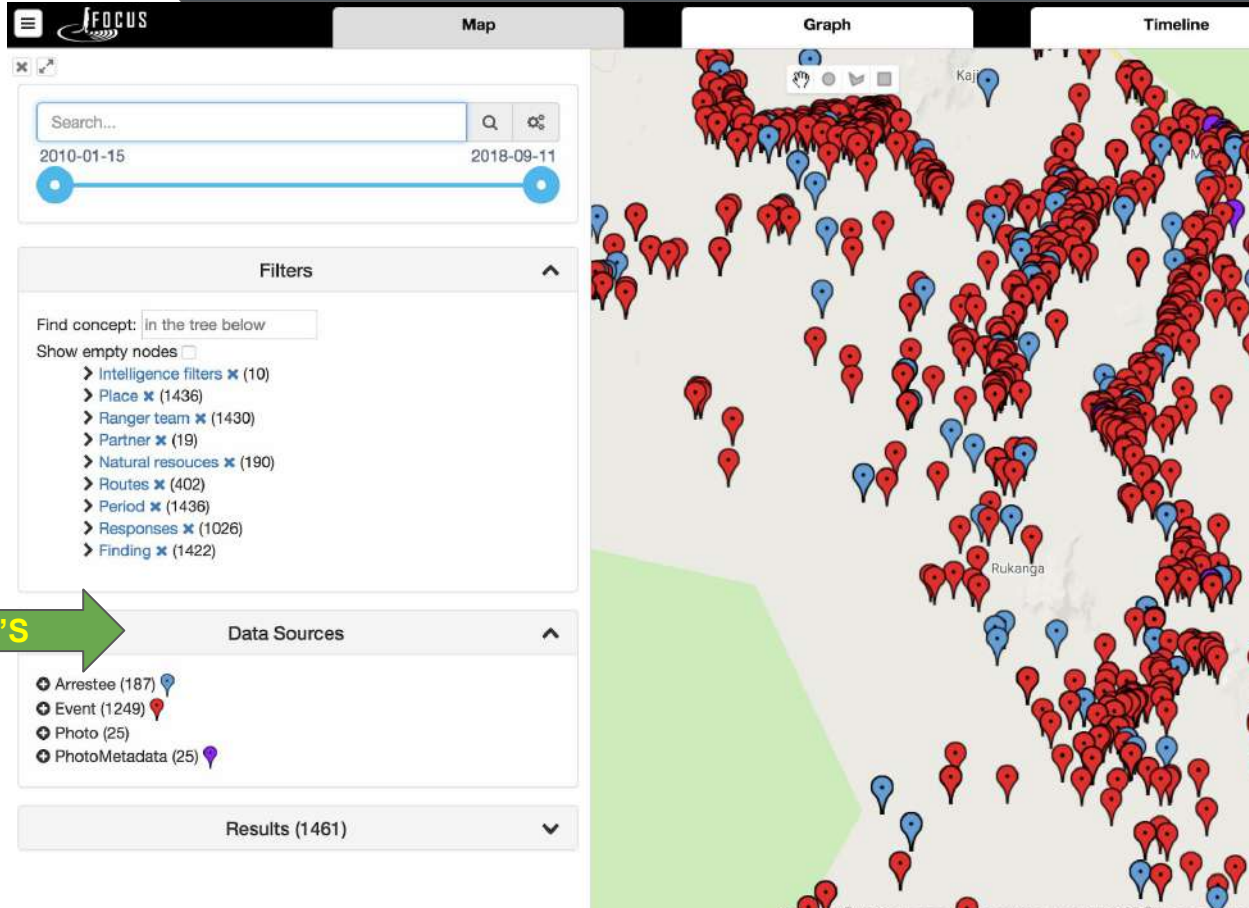 FOCUS
Map
Graph
Timeline
Search...
2010-01-15
2018-09-11
Filters
Find concept: in the tree below
Show empty nodes
Intelligence filters (10)
Place (1436)
Ranger team (1430)
Partner (19)
Natural resouces (190)
Routes (402)
Period (1436)
Responses (1026)
Finding (1422)
'S
Data Sources
Arrestee (187)
Event (1249)
Photo (25)
PhotoMetadata (25)
Results (1461)
Rukanga